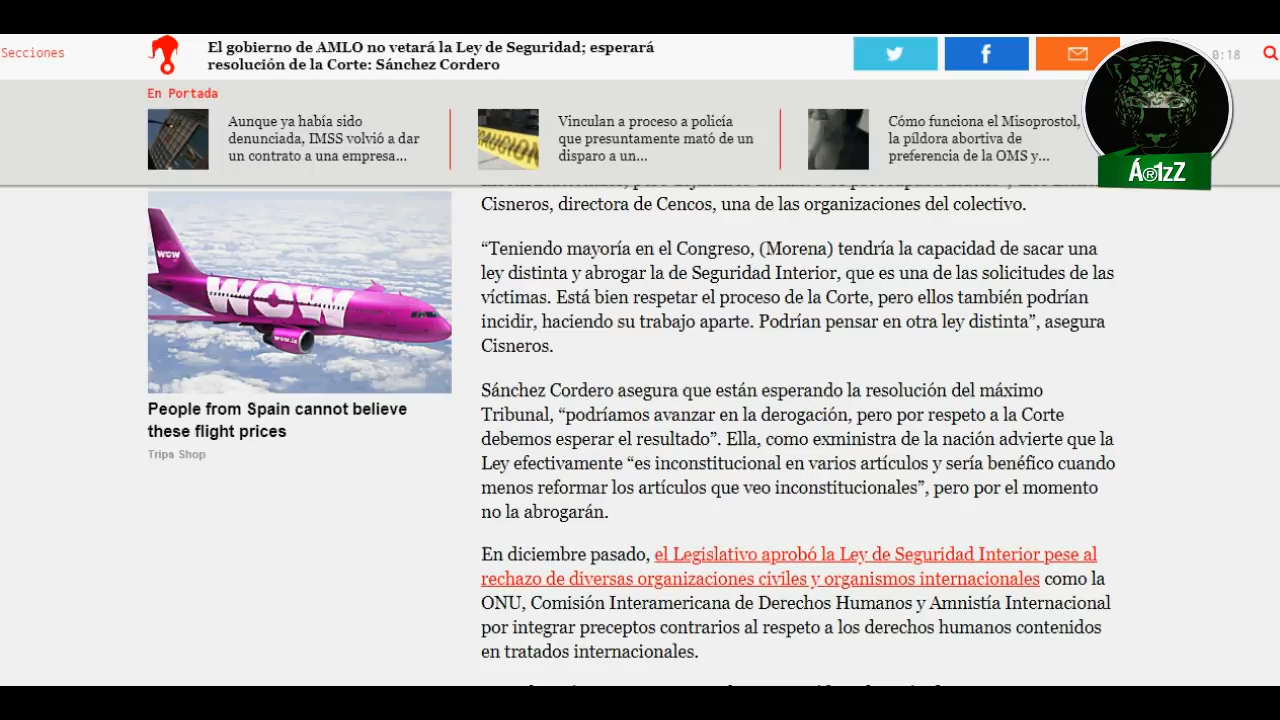 Secciones
El gobierno de AMLO no vetará la Ley de Seguridad; esperará
resolución de la Corte: Sánchez Cordero
0:18
En Portada
Aunque ya había sido
denunciada, IMSS volvió a dar
un contrato a una empresa...
CAUCION
Vinculan a proceso a policía
que presuntamente mató de un
disparo a un...
Cómo funciona el Misoprostol,
la píldora abortiva de
preferencia de la OMS y...
Á®1zZ
Cisneros, directora de Cencos, una de las organizaciones del colectivo.
“Teniendo mayoría en el Congreso, (Morena) tendría la capacidad de sacar una
ley distinta y abrogar la de Seguridad Interior, que es una de las solicitudes de las
víctimas. Está bien respetar el proceso de la Corte, pero ellos también podrían
incidir, haciendo su trabajo aparte. Podrían pensar en otra ley distinta”, asegura
Cisneros.
WOW
WOW
People from Spain cannot believe
these flight prices
Trips Shop
Sánchez Cordero asegura que están esperando la resolución del máximo
Tribunal, “podríamos avanzar en la derogación, pero por respeto a la Corte
debemos esperar el resultado”. Ella, como exministra de la nación advierte que la
Ley efectivamente “es inconstitucional en varios artículos y sería benéfico cuando
menos reformar los artículos que veo inconstitucionales”, pero por el momento
no la abrogarán.
En diciembre pasado, el Legislativo aprobó la Ley de Seguridad Interior pese al
rechazo de diversas organizaciones civiles y organismos internacionales como la
ONU, Comisión Interamericana de Derechos Humanos y Amnistía Internacional
por integrar preceptos contrarios al respeto a los derechos humanos contenidos
en tratados internacionales.